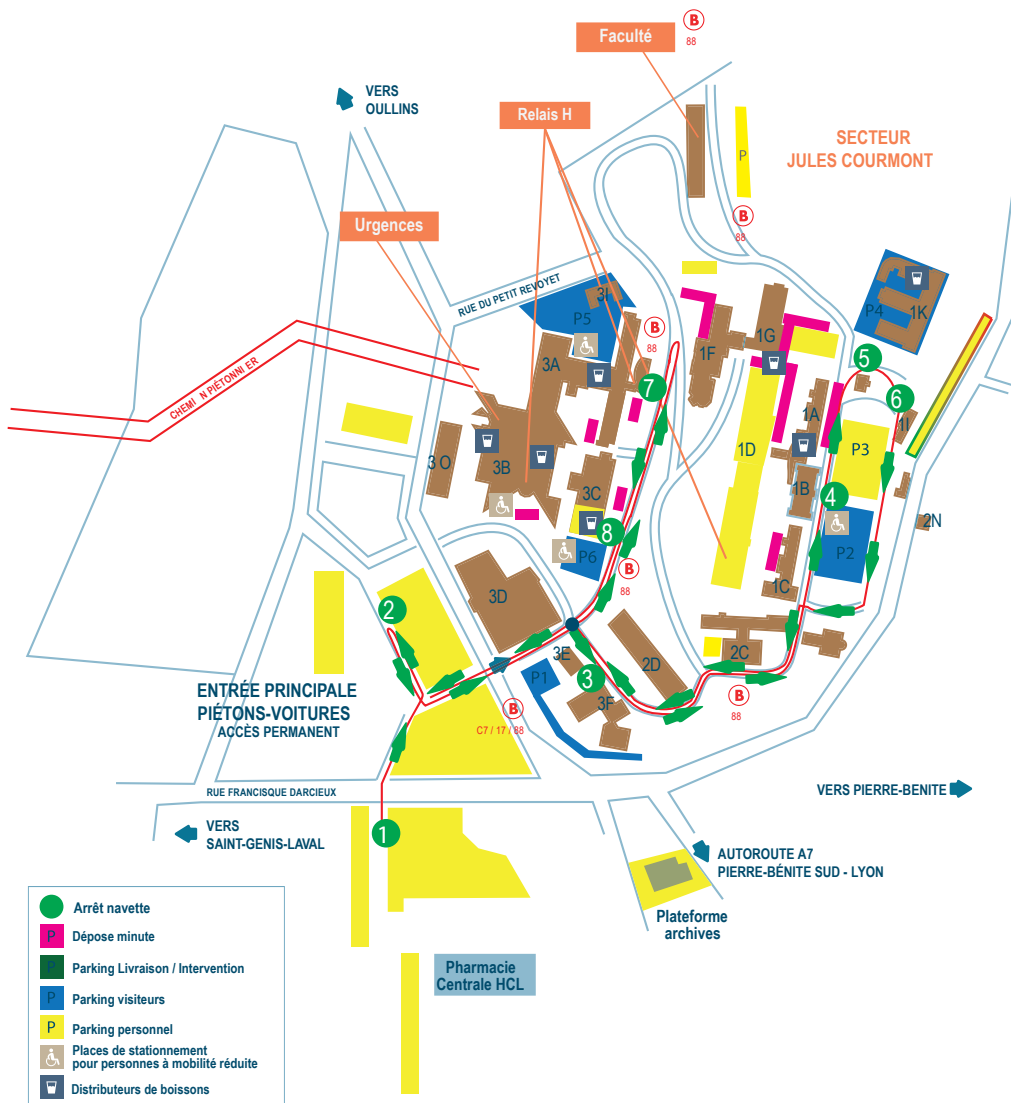 Faculté
B
88
VERS
OULLINS
Relais H
SECTEUR
JULES COURMONT
P
B
88
Urgences
RUE DU PETIT REVOYET
3I
P5
B
88
1G
1F
P4
1K
3A
7
5
6
CHEMI N PIÉTONNI ER
1A
1I
3 O
3B
1D
P3
3C
1B
4
2N
8
P6
P2
B
88
1C
3D
2
3E
2D
2C
P1
3
3F
B
88
ENTRÉE PRINCIPALE
PIÉTONS-VOITURES
ACCÈS PERMANENT
B
C7 / 17 / 88
RUE FRANCISQUE DARCIEUX
VERS PIERRE-BENITE
1
VERS
SAINT-GENIS-LAVAL
AUTOROUTE A7
PIERRE-BÉNITE SUD - LYON
Plateforme
archives
Pharmacie
Centrale HCL
Arrêt navette
P Dépose minute
P Parking Livraison / Intervention
P Parking visiteurs
P Parking personnel
Places de stationnement
pour personnes à mobilité réduite
Distributeurs de boissons